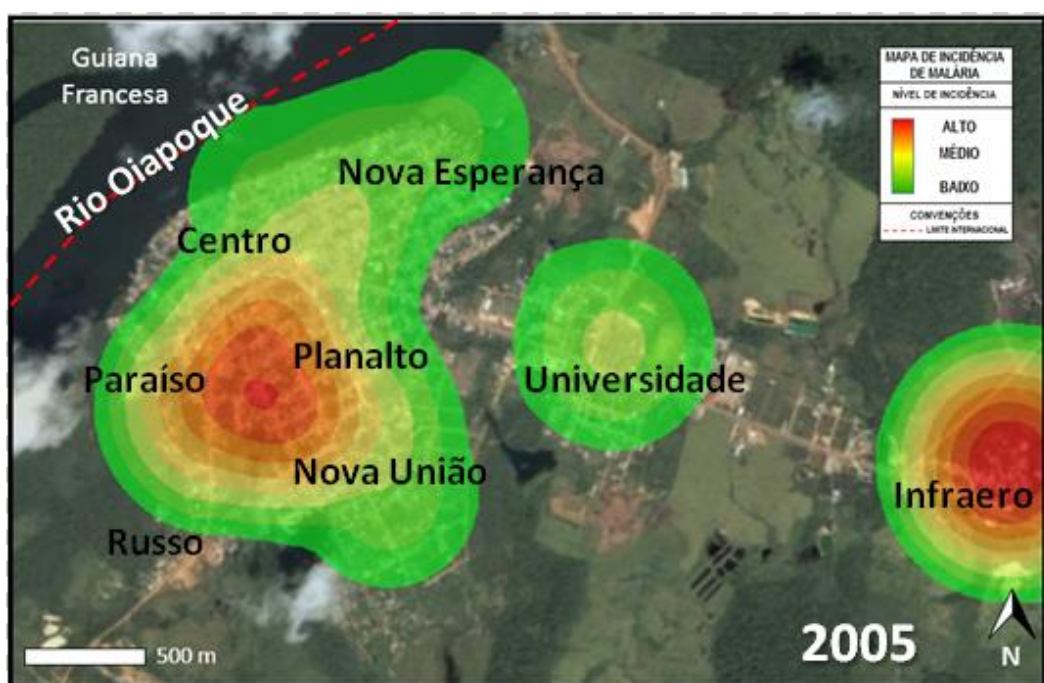 Guiana
Francesa
Rio Oiapoque
MAPA DE INCIDÊNCIA
DE MALÁRIA
NÍVEL DE INCIDÊNCIA
ALTO
MÉDIO
BAIXO
CONVENÇÕES
LIMITE INTERNACIONAL
Nova Esperança
Centro
Planalto
Paraíso
Universidade
Nova União
Infraero
Russo
2005
500 m
N